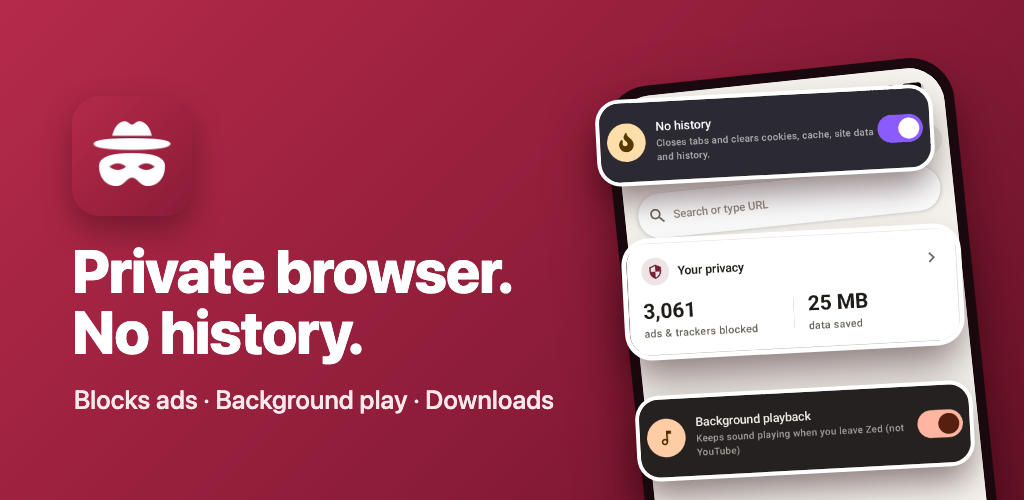 Private browser.
No history.
Blocks ads · Background play · Downloads
No history
Closes tabs and clears cookies, cache, site data
and history.
Search or type URL
Your privacy
3,061
ads & trackers blocked
25 MB
data saved
Background playback
Keeps sound playing when you leave Zed (not
YouTube)